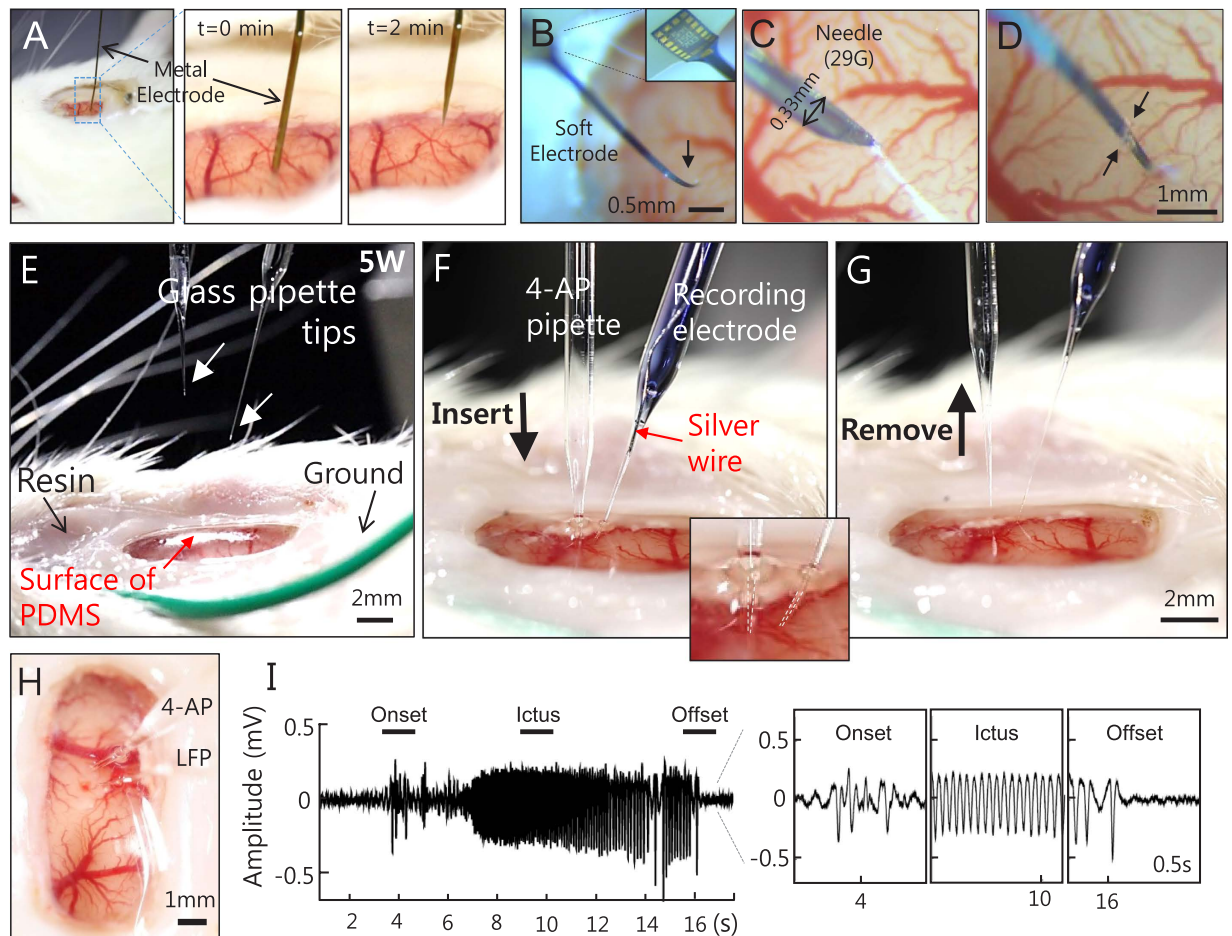 A
t=0 min
t=2 min
Metal
Electrode
B
Soft
Electrode
0.5mm
C
Needle
(29G)
0.33mm
D
1mm
E
5W
Glass pipette
tips
Resin
Ground
Surface of
PDMS
2mm
F
4-AP
pipette
Recording
electrode
Insert
Silver
wire
G
Remove
2mm
H
4-AP
LFP
1mm
I
Amplitude (mV)
0.5
0
-0.5
Onset
Ictus
Offset
2 4 6 8 10 12 14 16 (s)
0.5
0
-0.5
Onset
Ictus
Offset
0.5s
4
10
16